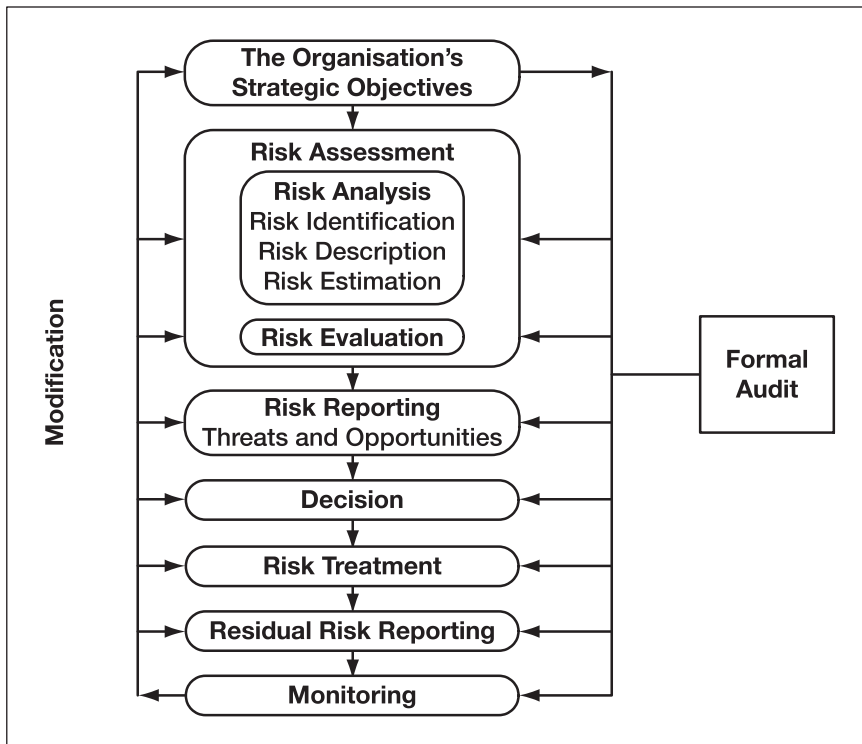 The Organisation’s
Strategic Objectives
Risk Assessment
Risk Analysis
Risk Identification
Risk Description
Risk Estimation
Risk Evaluation
Risk Reporting
Threats and Opportunities
Decision
Risk Treatment
Residual Risk Reporting
Monitoring
Modification
Formal
Audit